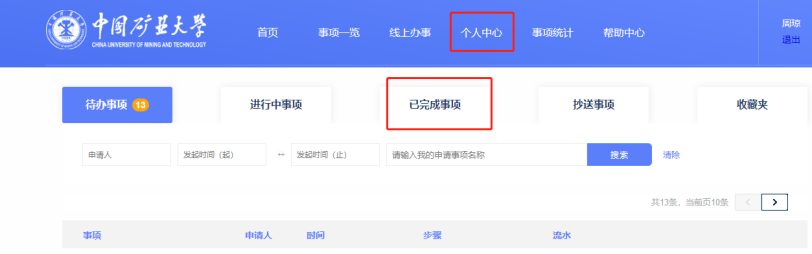 中国矿业大学
CHINA UNIVERSITY OF MINING AND TECHNOLOGY
首页 事项一览 线上办事 个人中心 事项统计 帮助中心
周琼
退出
待办事项 13 进行中事项 已完成事项 抄送事项 收藏夹
申请人 发起时间（起） ↔ 发起时间（止） 请输入我的申请事项名称 搜索 清除
共13条，当前页10条 < >
事项 申请人 时间 步骤 流水